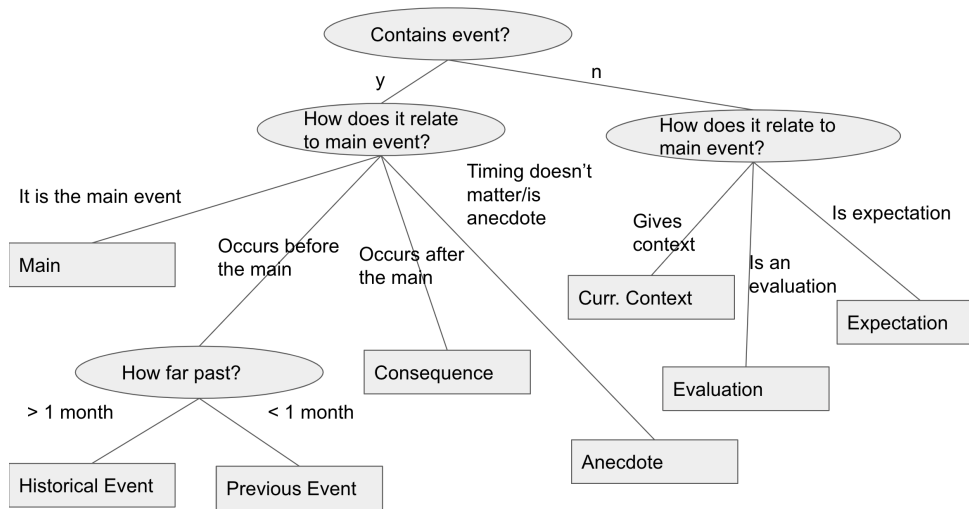 Contains event?
y
n
How does it relate
to main event?
How does it relate to
main event?
Timing doesn't
matter/is
anecdote
It is the main event
Is expectation
Gives
context
Occurs before
the main
Occurs after
the main
Is an
evaluation
Main
Curr. Context
Expectation
How far past?
Consequence
Evaluation
> 1 month
< 1 month
Anecdote
Historical Event
Previous Event